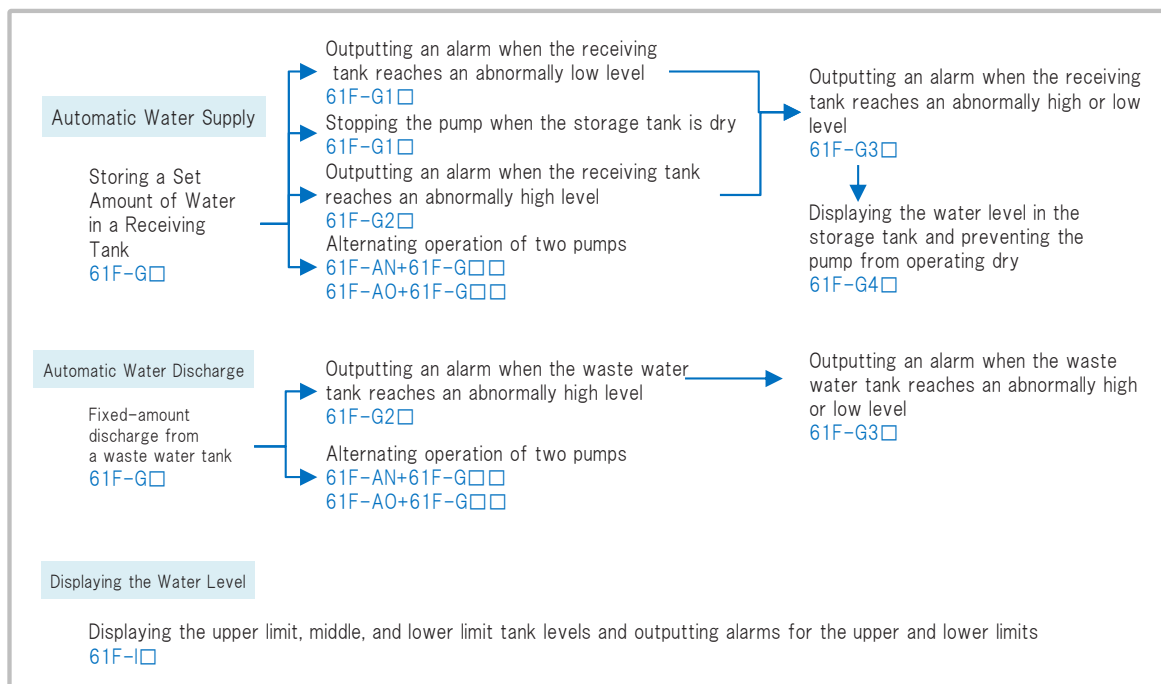 Automatic Water Supply
Storing a Set
Amount of Water
in a Receiving
Tank
61F-G□
Outputting an alarm when the receiving
tank reaches an abnormally low level
61F-G1□
Stopping the pump when the storage tank is dry
61F-G1□
Outputting an alarm when the receiving tank
reaches an abnormally high level
61F-G2□
Alternating operation of two pumps
61F-AN+61F-G□□
61F-AO+61F-G□□
Outputting an alarm when the receiving
tank reaches an abnormally high or low
level
61F-G3□
Displaying the water level in the
storage tank and preventing the
pump from operating dry
61F-G4□
Automatic Water Discharge
Fixed-amount
discharge from
a waste water tank
61F-G□
Outputting an alarm when the waste water
tank reaches an abnormally high level
61F-G2□
Alternating operation of two pumps
61F-AN+61F-G□□
61F-AO+61F-G□□
Outputting an alarm when the waste
water tank reaches an abnormally high
or low level
61F-G3□
Displaying the Water Level
Displaying the upper limit, middle, and lower limit tank levels and outputting alarms for the upper and lower limits
61F-I□